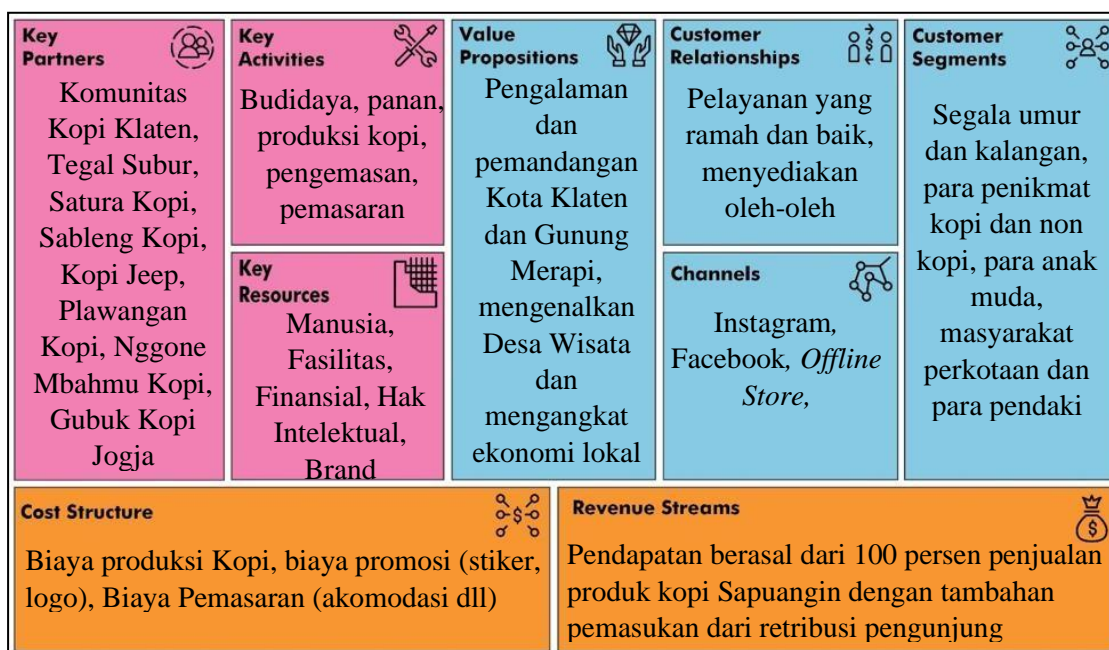 Key
Partners
Komunitas
Kopi Klaten,
Tegal Subur,
Satura Kopi,
Sableng Kopi,
Kopi Jeep,
Plawangan
Kopi, Nggone
Mbahmu Kopi,
Gubuk Kopi
Jogja
Key
Activities
Budidaya, panan,
produksi kopi,
pengemasan,
pemasaran
Key
Resources
Manusia,
Fasilitas,
Finansial, Hak
Intelektual,
Brand
Value
Propositions
Pengalaman
dan
pemandangan
Kota Klaten
dan Gunung
Merapi,
mengenalkan
Desa Wisata
dan
mengangkat
ekonomi lokal
Customer
Relationships
Pelayanan yang
ramah dan baik,
menyediakan
oleh-oleh
Channels
Instagram,
Facebook, Offline
Store,
Customer
Segments
Segala umur
dan kalangan,
para penikmat
kopi dan non
kopi, para anak
muda,
masyarakat
perkotaan dan
para pendaki
Cost Structure
Biaya produksi Kopi, biaya promosi (stiker,
logo), Biaya Pemasaran (akomodasi dll)
Revenue Streams
Pendapatan berasal dari 100 persen penjualan
produk kopi Sapuangin dengan tambahan
pemasukan dari retribusi pengunjung